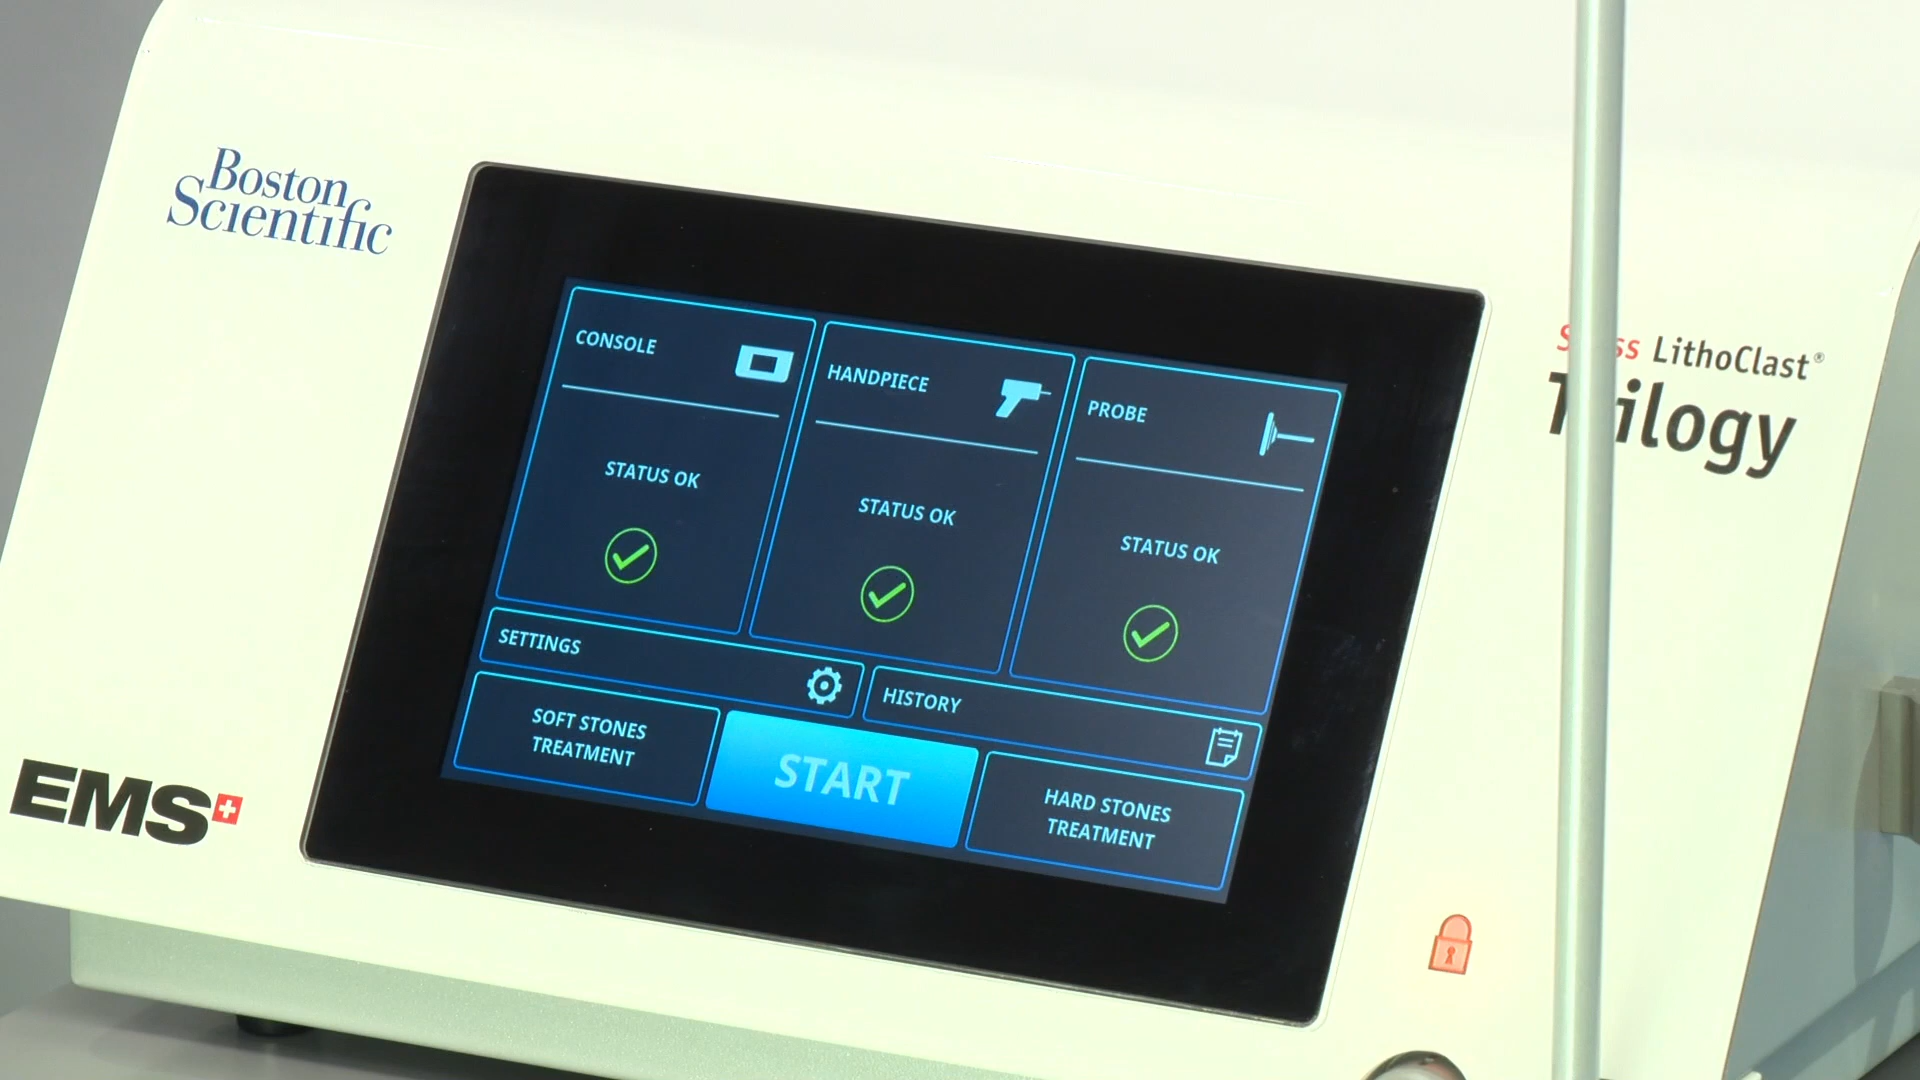 Boston
Scientific
CONSOLE
HANDPIECE
PROBE
STATUS OK
STATUS OK
STATUS OK
SETTINGS
HISTORY
SOFT STONES
TREATMENT
START
HARD STONES
TREATMENT
EMS
LithoClast®
Trilogy